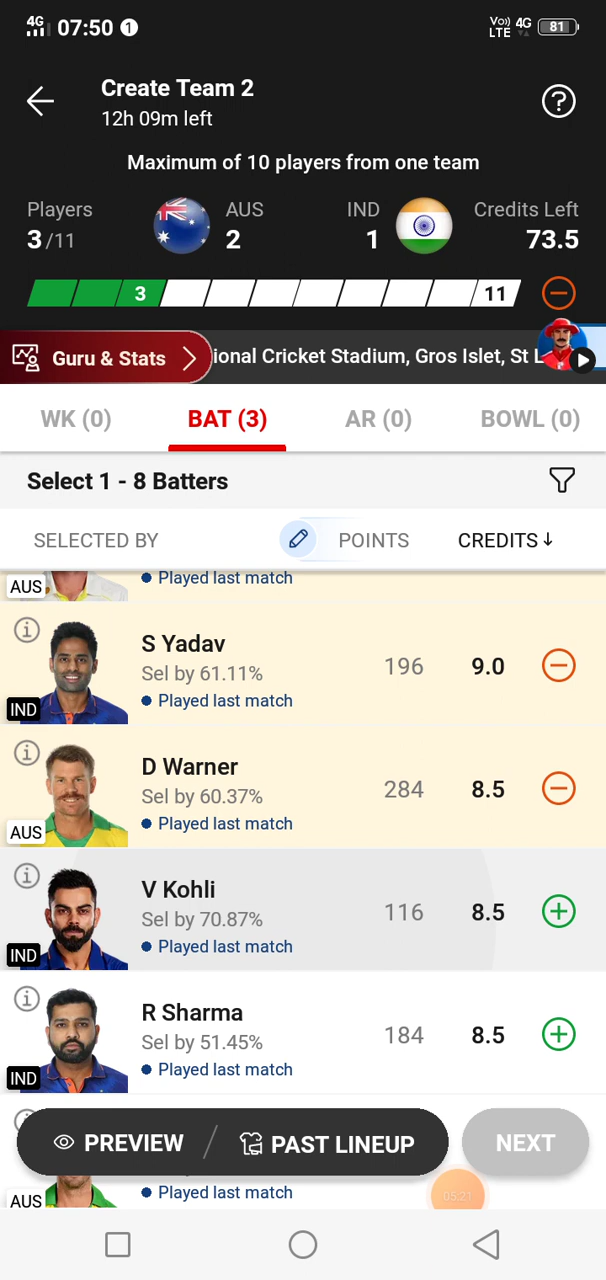 4G 07:50 1 Vo)) LTE 4G 81
Create Team 2
12h 09m left
?
Maximum of 10 players from one team
Players AUS IND Credits Left
3/11 2 1 73.5
3 11
Guru & Stats ional Cricket Stadium, Gros Islet, St L
WK (0) BAT (3) AR (0) BOWL (0)
Select 1 - 8 Batters
SELECTED BY POINTS CREDITS↓
Played last match
AUS
i
S Yadav
196 9.0
Sel by 61.11%
Played last match
IND
i
D Warner
284 8.5
Sel by 60.37%
Played last match
AUS
i
V Kohli
116 8.5
Sel by 70.87%
Played last match
IND
i
R Sharma
184 8.5
Sel by 51.45%
Played last match
IND
PREVIEW / PAST LINEUP NEXT
Played last match
AUS
05:21